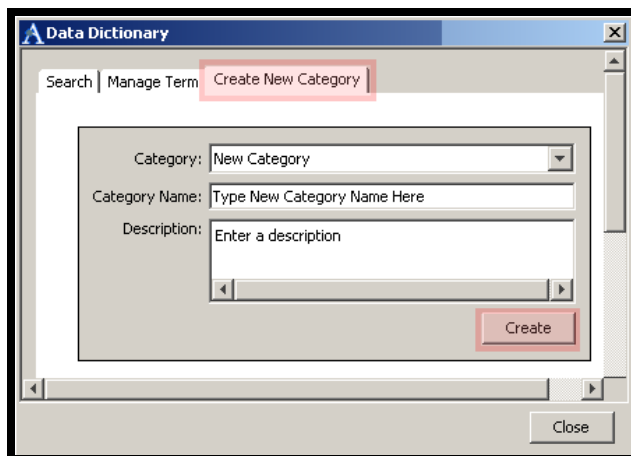 Data Dictionary
Search Manage Term Create New Category
Category: New Category
Category Name: Type New Category Name Here
Description: Enter a description
Create
Close